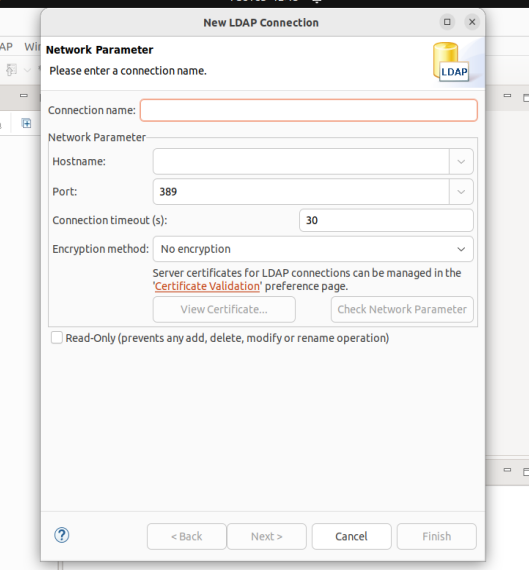 New LDAP Connection
AP
Network Parameter
Please enter a connection name.
LDAP
Connection name:
Network Parameter
Hostname:
Port: 389
Connection timeout (s): 30
Encryption method: No encryption
Server certificates for LDAP connections can be managed in the
'Certificate Validation' preference page.
View Certificate... Check Network Parameter
Read-Only (prevents any add, delete, modify or rename operation)
? < Back Next > Cancel Finish